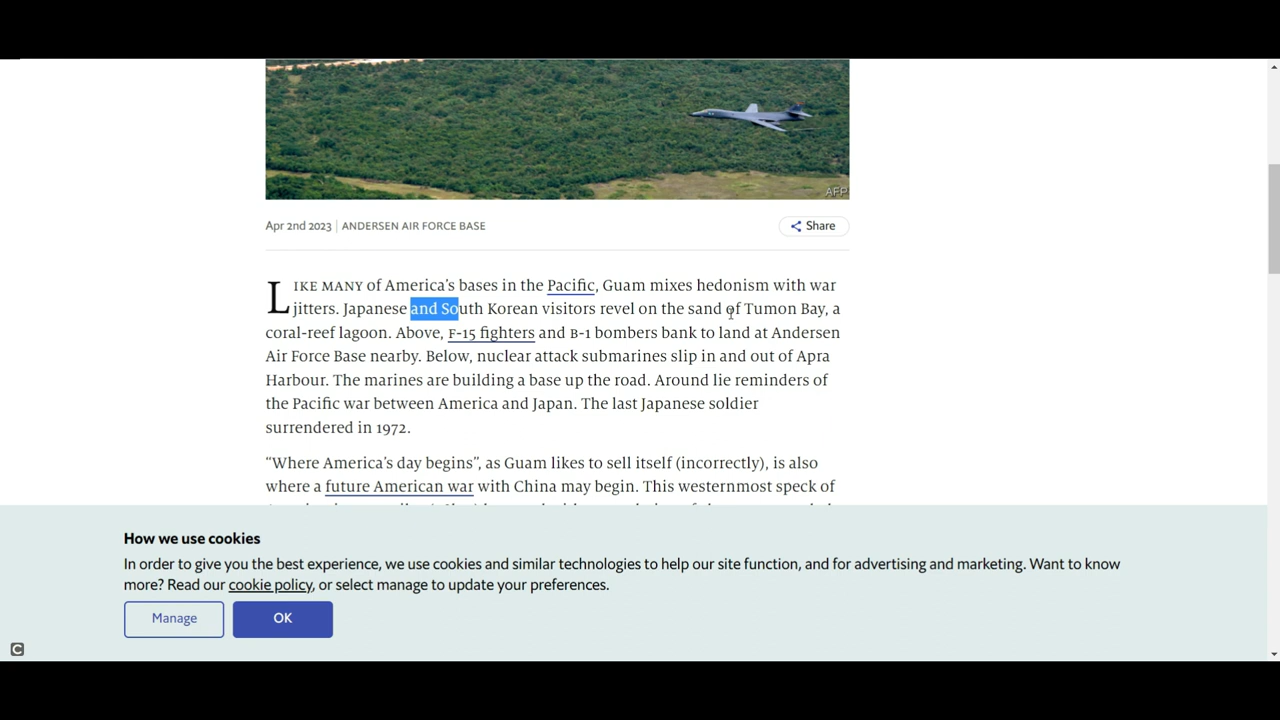 AFP
Apr 2nd 2023 | ANDERSEN AIR FORCE BASE
Share
LIKE MANY of America's bases in the Pacific, Guam mixes hedonism with war
jitters. Japanese and South Korean visitors revel on the sand of Tumon Bay, a
coral-reef lagoon. Above, F-15 fighters and B-1 bombers bank to land at Andersen
Air Force Base nearby. Below, nuclear attack submarines slip in and out of Apra
Harbour. The marines are building a base up the road. Around lie reminders of
the Pacific war between America and Japan. The last Japanese soldier
surrendered in 1972.
“Where America's day begins”, as Guam likes to sell itself (incorrectly), is also
where a future American war with China may begin. This westernmost speck of
How we use cookies
In order to give you the best experience, we use cookies and similar technologies to help our site function, and for advertising and marketing. Want to know
more? Read our cookie policy, or select manage to update your preferences.
Manage
OK